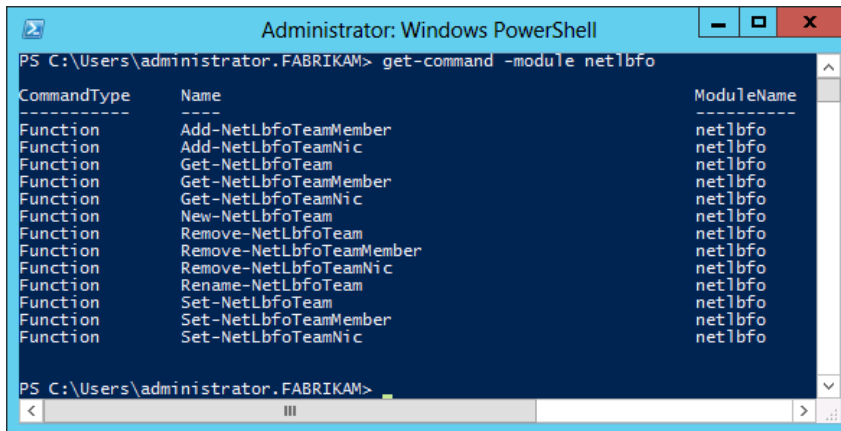 Administrator: Windows PowerShell
PS C:\Users\administrator.FABRIKAM> get-command -module netlbfo
CommandType Name ModuleName
----------- ---- ----------
Function Add-NetLbfoTeamMember netlbfo
Function Add-NetLbfoTeamNic netlbfo
Function Get-NetLbfoTeam netlbfo
Function Get-NetLbfoTeamMember netlbfo
Function Get-NetLbfoTeamNic netlbfo
Function New-NetLbfoTeam netlbfo
Function Remove-NetLbfoTeam netlbfo
Function Remove-NetLbfoTeamMember netlbfo
Function Remove-NetLbfoTeamNic netlbfo
Function Rename-NetLbfoTeam netlbfo
Function Set-NetLbfoTeam netlbfo
Function Set-NetLbfoTeamMember netlbfo
Function Set-NetLbfoTeamNic netlbfo
PS C:\Users\administrator.FABRIKAM> _